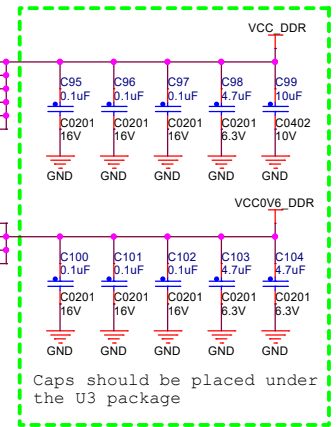 VCC_DDR
C95 C96 C97 C98 C99
0.1uF 0.1uF 0.1uF 4.7uF 10uF
C0201 C0201 C0201 C0201 C0402
16V 16V 16V 6.3V 10V
GND GND GND GND GND
VCC0V6_DDR
C100 C101 C102 C103 C104
0.1uF 0.1uF 0.1uF 4.7uF 4.7uF
C0201 C0201 C0201 C0201 C0201
16V 16V 16V 6.3V 6.3V
GND GND GND GND GND
Caps should be placed under
the U3 package